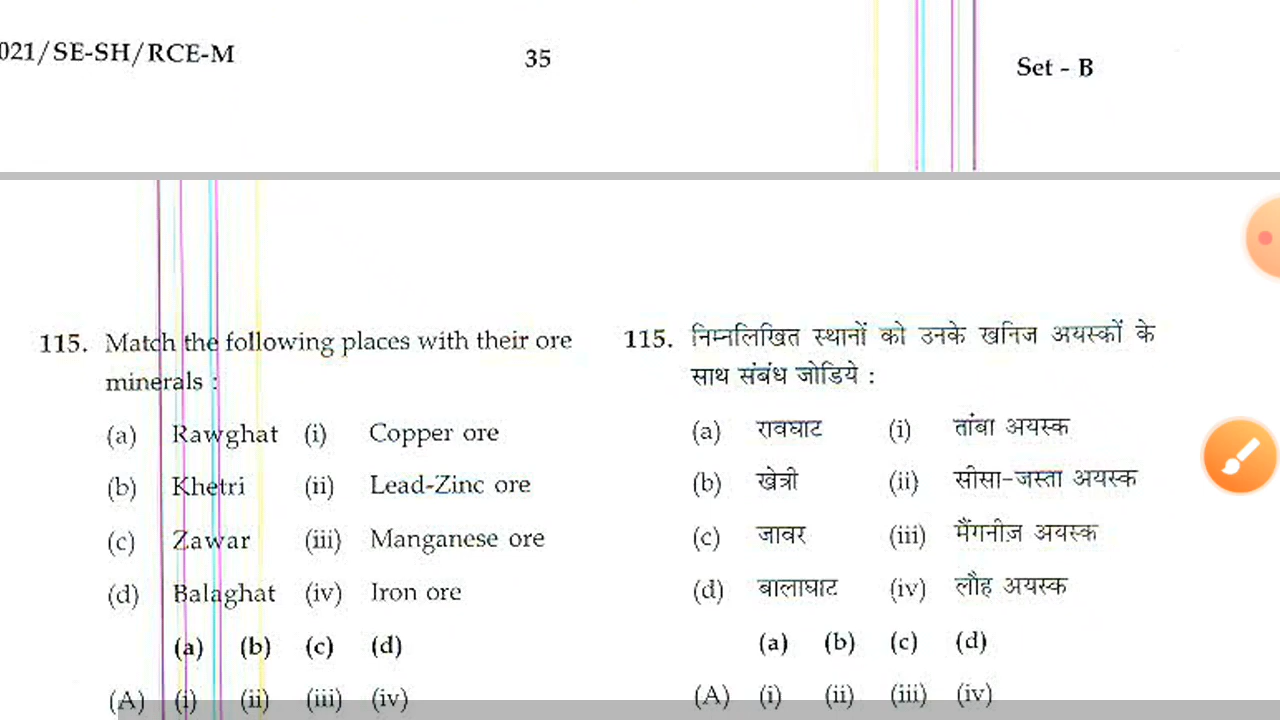 021/SE-SH/RCE-M 35 Set - B
115. Match the following places with their ore
minerals :
(a) Rawghat (i) Copper ore
(b) Khetri (ii) Lead-Zinc ore
(c) Zawar (iii) Manganese ore
(d) Balaghat (iv) Iron ore
(a) (b) (c) (d)
(A) (i) (ii) (iii) (iv)
115. निम्नलिखित स्थानों को उनके खनिज अयस्कों के
साथ संबंध जोडिये :
(a) रावघाट (i) तांबा अयस्क
(b) खेत्री (ii) सीसा-जस्ता अयस्क
(c) जावर (iii) मैंगनीज़ अयस्क
(d) बालाघाट (iv) लौह अयस्क
(a) (b) (c) (d)
(A) (i) (ii) (iii) (iv)